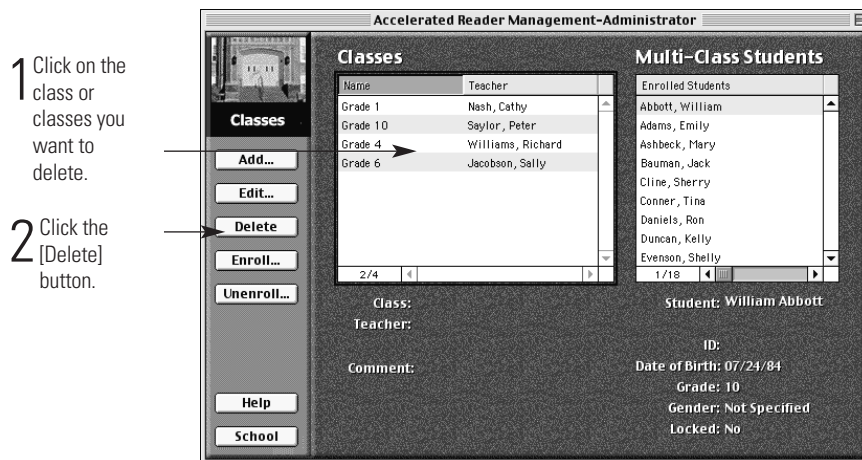 1 Click on the
class or
classes you
want to
delete.
2 Click the
[Delete]
button.
Accelerated Reader Management-Administrator
Classes
Add...
Edit...
Delete
Enroll...
Unenroll...
Help
School
Classes
Name Teacher
Grade 1 Nash, Cathy
Grade 10 Saylor, Peter
Grade 4 Williams, Richard
Grade 6 Jacobson, Sally
2/4
Class:
Teacher:
Comment:
Multi-Class Students
Enrolled Students
Abbott, William
Adams, Emily
Ashbeck, Mary
Bauman, Jack
Cline, Sherry
Conner, Tina
Daniels, Ron
Duncan, Kelly
Evenson, Shelly
1/18
Student: William Abbott
ID:
Date of Birth: 07/24/84
Grade: 10
Gender: Not Specified
Locked: No